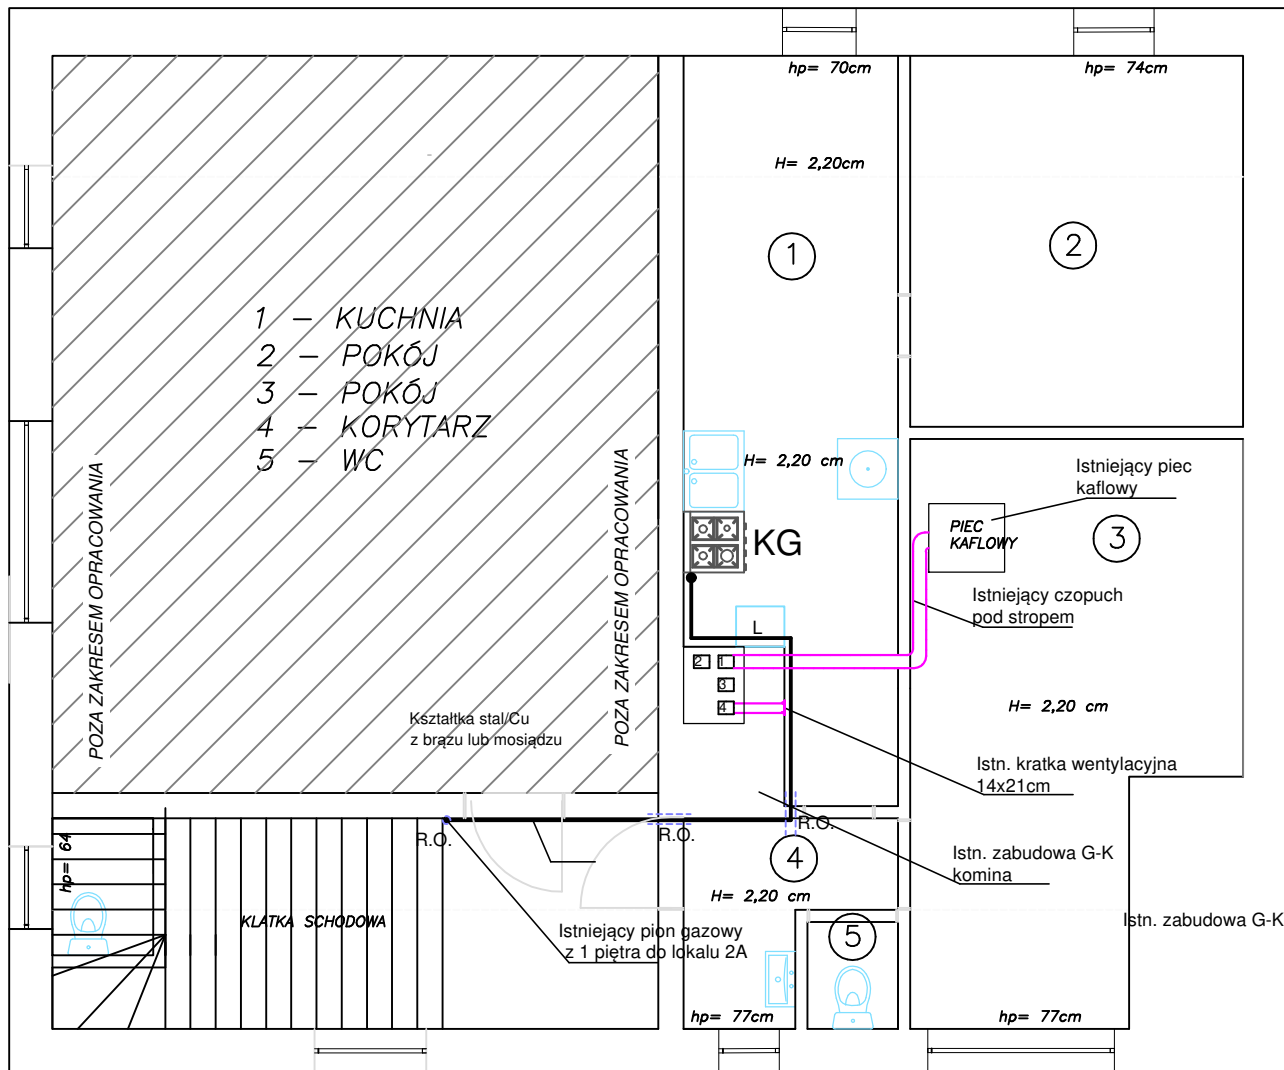 hp= 70cm
hp= 74cm
H= 2,20cm
1
2
1 – KUCHNIA
2 – POKÓJ
3 – POKÓJ
4 – KORYTARZ
5 – WC
POZA ZAKRESEM OPRACOWANIA
POZA ZAKRESEM OPRACOWANIA
H= 2,20 cm
Istniejący piec
kaflowy
PIEC
KAFLOWY
3
KG
Istniejący czopuch
pod stropem
L
2
1
3
4
H= 2,20 cm
Kształtka stal/Cu
z brązu lub mosiądzu
Istn. kratka wentylacyjna
14x21cm
R.O.
R.O.
R.O.
hp= 64
4
Istn. zabudowa G-K
komina
H= 2,20 cm
KLATKA SCHODOWA
Istniejący pion gazowy
z 1 piętra do lokalu 2A
5
Istn. zabudowa G-K
hp= 77cm
hp= 77cm